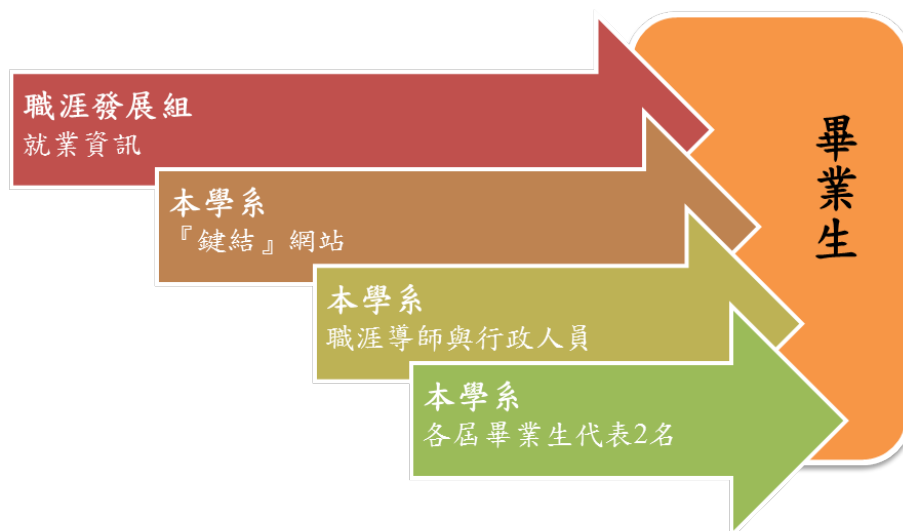 職涯發展組
就業資訊
本學系
『鍵結』網站
本學系
職涯導師與行政人員
本學系
各屆畢業生代表2名
畢業生